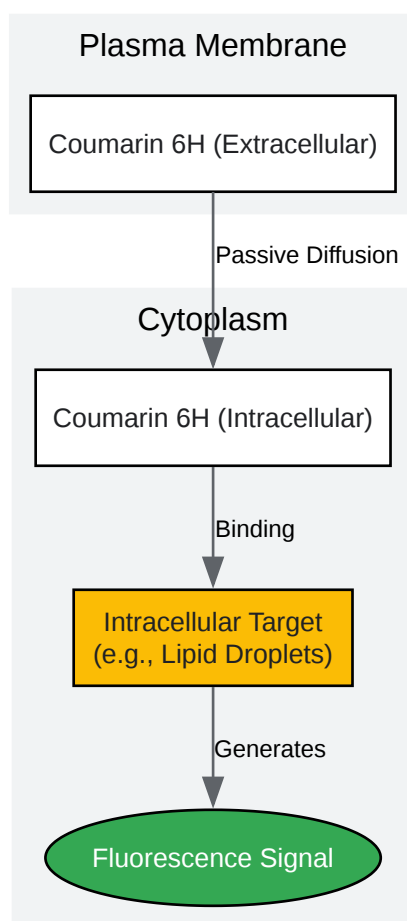 Plasma Membrane
Coumarin 6H (Extracellular)
Passive Diffusion
Cytoplasm
Coumarin 6H (Intracellular)
Binding
Intracellular Target
(e.g., Lipid Droplets)
Generates
Fluorescence Signal